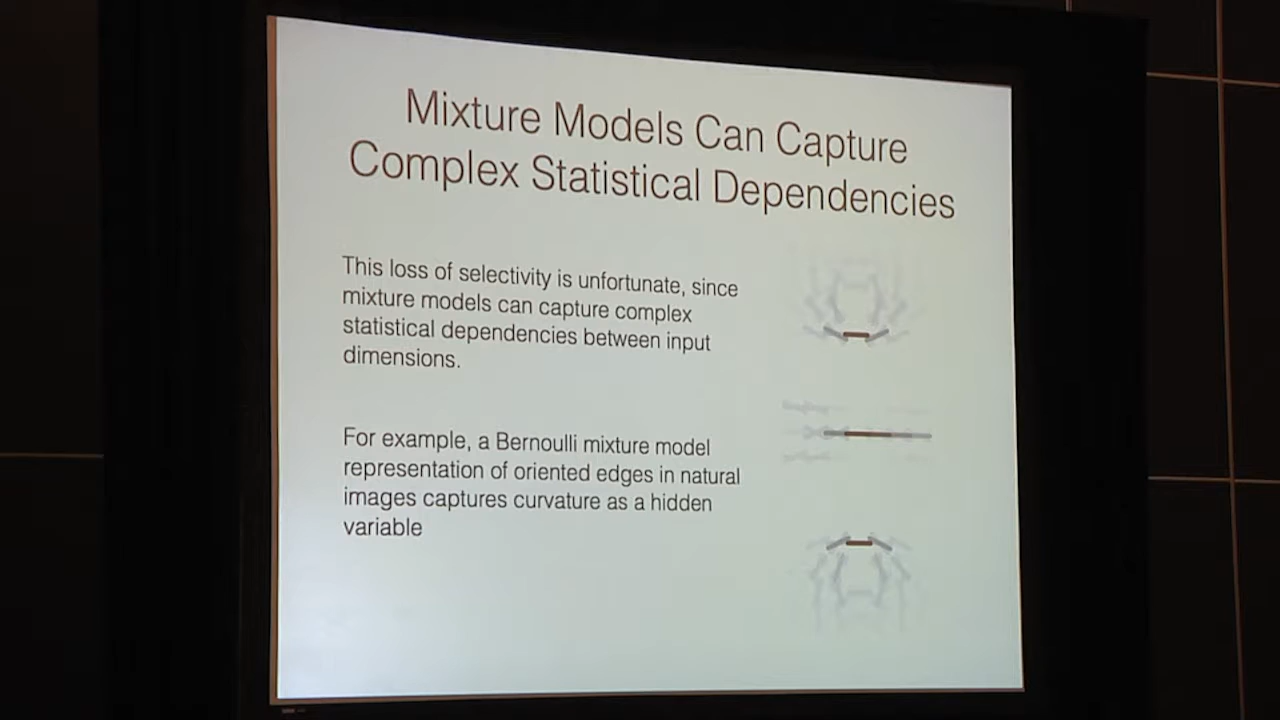 Mixture Models Can Capture
Complex Statistical Dependencies
This loss of selectivity is unfortunate, since
mixture models can capture complex
statistical dependencies between input
dimensions.
For example, a Bernoulli mixture model
representation of oriented edges in natural
images captures curvature as a hidden
variable